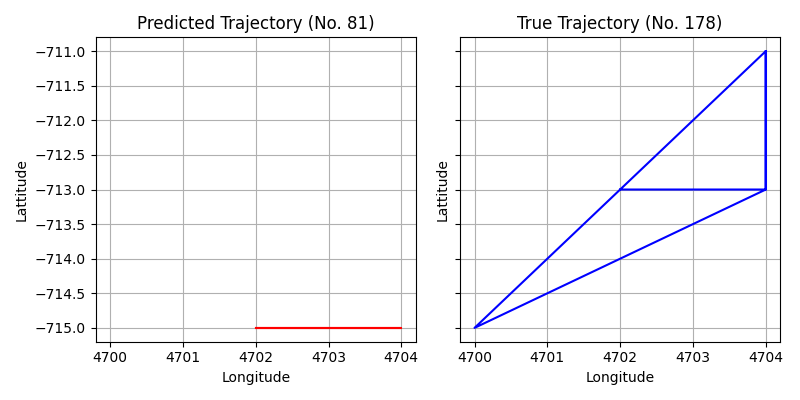 Predicted Trajectory (No. 81)
−711.0
−711.5
−712.0
−712.5
−713.0
−713.5
−714.0
−714.5
−715.0
Lattitude
4700 4701 4702 4703 4704
Longitude
True Trajectory (No. 178)
Lattitude
4700 4701 4702 4703 4704
Longitude